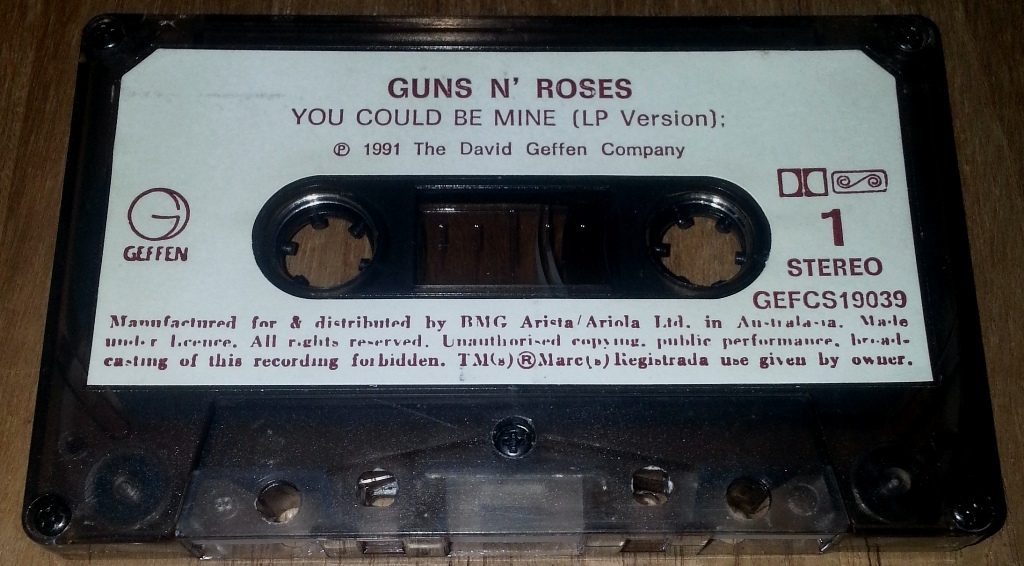 GUNS N' ROSES
YOU COULD BE MINE (LP Version);
℗ 1991 The David Geffen Company
GEFFEN
1
STEREO
GEFCS19039
Manufactured for & distributed by BMG Arista/Ariola Ltd. in Australasia. Made
under licence. All rights reserved. Unauthorised copying, public performance, broad-
casting of this recording forbidden. TM(s)®Marc(s) Registrada use given by owner.